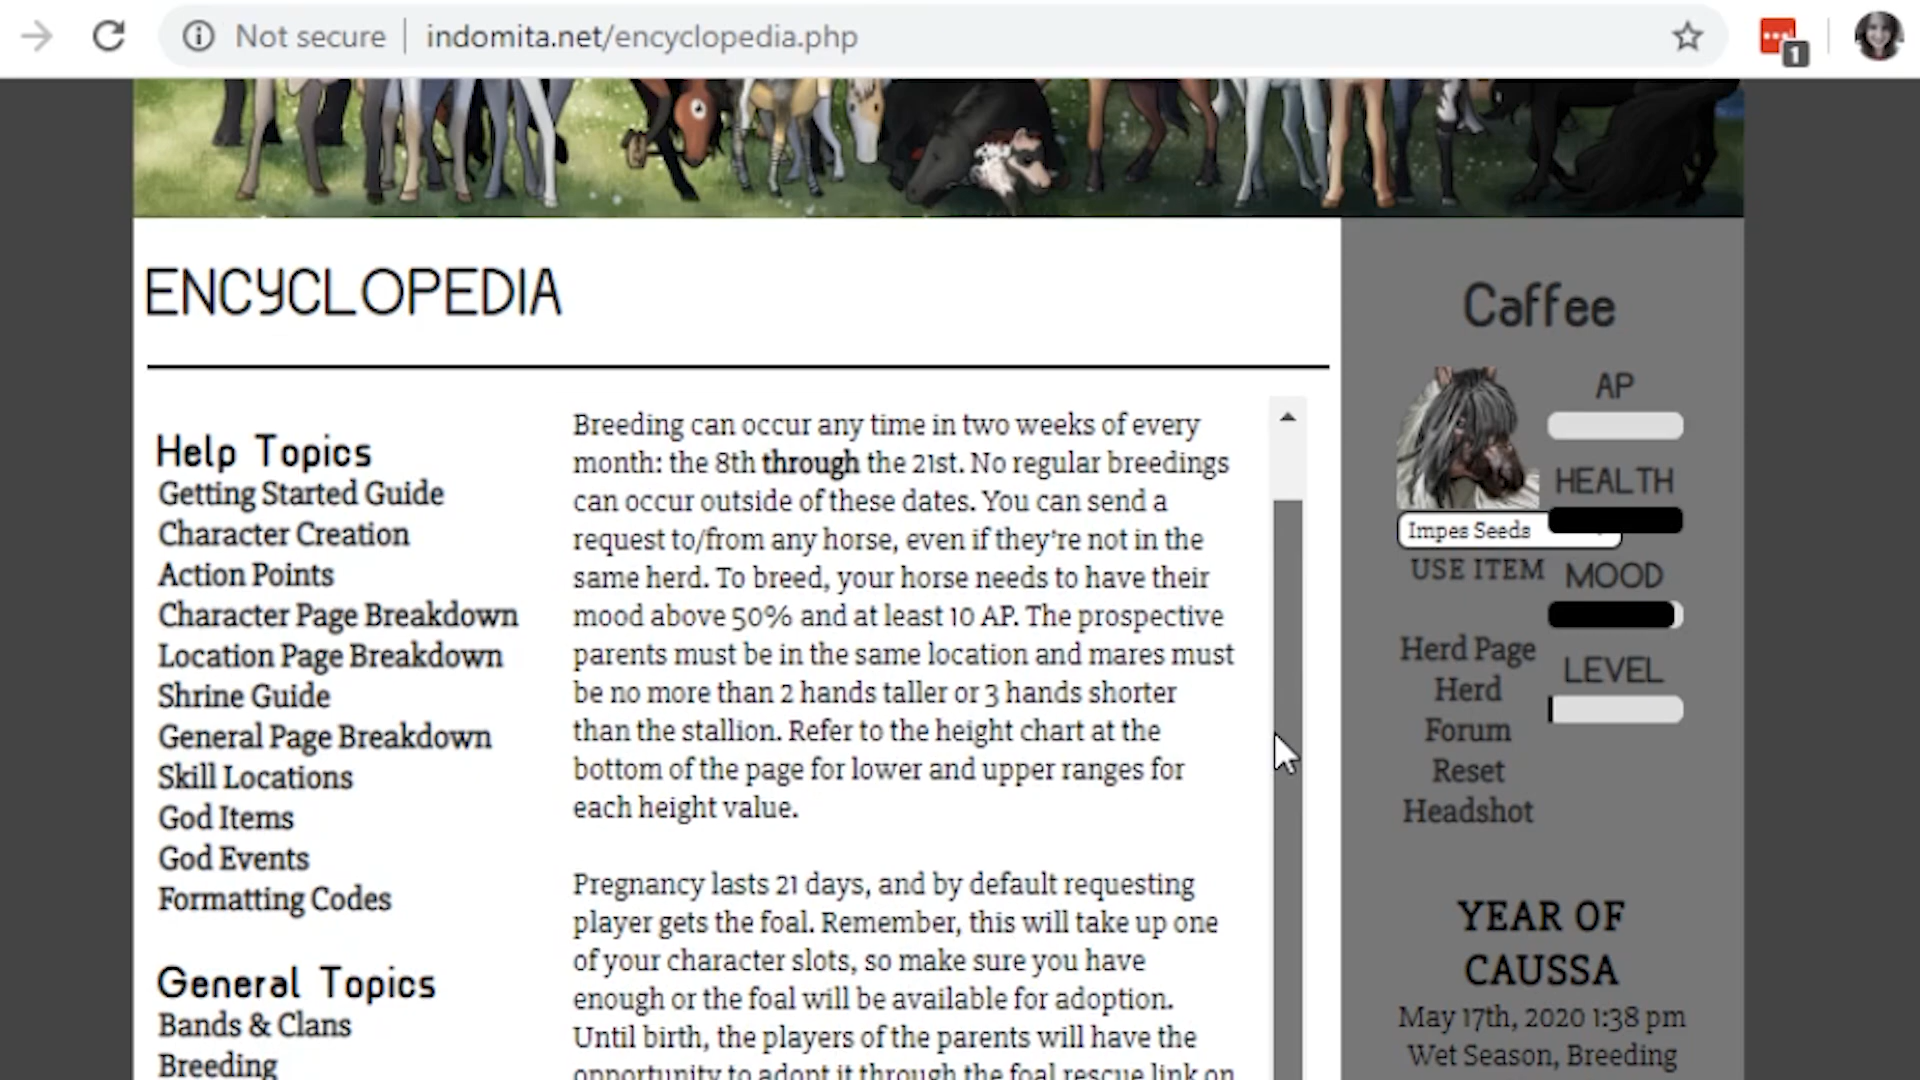 Not secure
indomita.net/encyclopedia.php
1
ENCYCLOPEDIA
Help Topics
Getting Started Guide
Character Creation
Action Points
Character Page Breakdown
Location Page Breakdown
Shrine Guide
General Page Breakdown
Skill Locations
God Items
God Events
Formatting Codes
General Topics
Bands & Clans
Breeding
Breeding can occur any time in two weeks of every
month: the 8th through the 21st. No regular breedings
can occur outside of these dates. You can send a
request to/from any horse, even if they're not in the
same herd. To breed, your horse needs to have their
mood above 50% and at least 10 AP. The prospective
parents must be in the same location and mares must
be no more than 2 hands taller or 3 hands shorter
than the stallion. Refer to the height chart at the
bottom of the page for lower and upper ranges for
each height value.
Pregnancy lasts 21 days, and by default requesting
player gets the foal. Remember, this will take up one
of your character slots, so make sure you have
enough or the foal will be available for adoption.
Until birth, the players of the parents will have the
opportunity to adopt it through the foal rescue link on
Caffee
AP
HEALTH
Impes Seeds
USE ITEM
MOOD
LEVEL
Herd Page
Herd
Forum
Reset
Headshot
YEAR OF
CAUSSA
May 17th, 2020 1:38 pm
Wet Season, Breeding